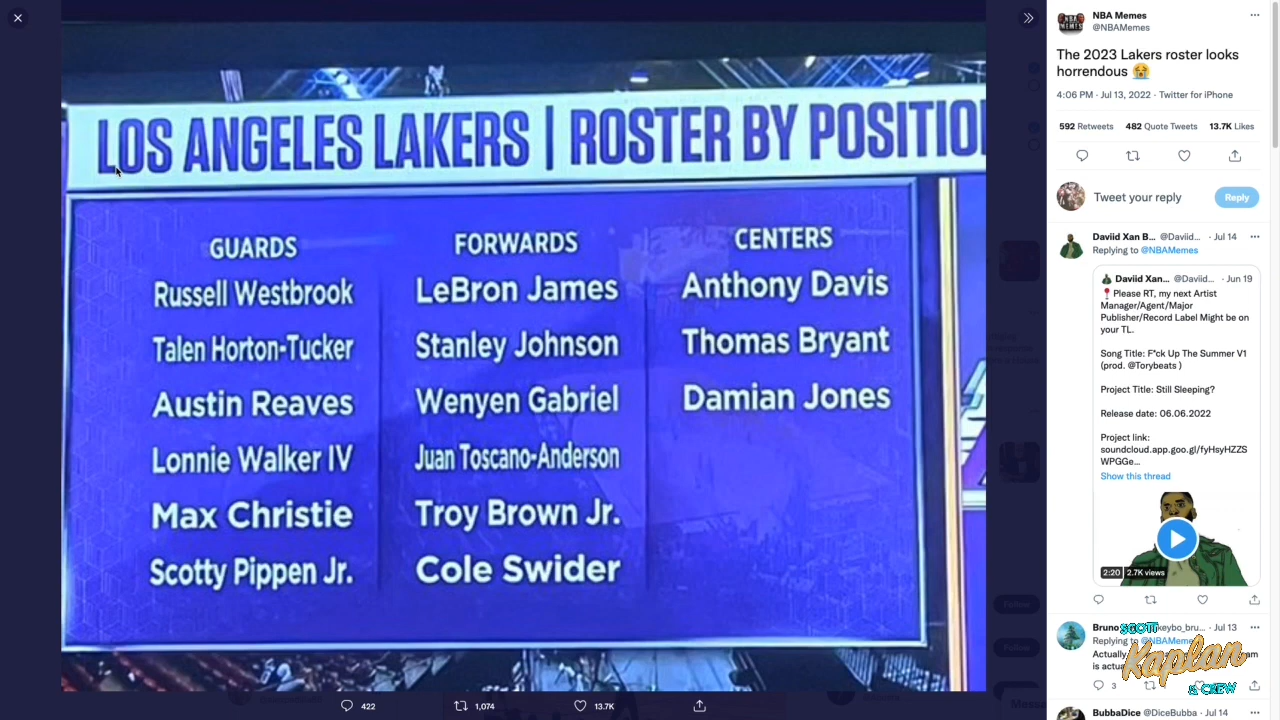 LOS ANGELES LAKERS | ROSTER BY POSITIO
GUARDS
Russell Westbrook
Talen Horton-Tucker
Austin Reaves
Lonnie Walker IV
Max Christie
Scotty Pippen Jr.
FORWARDS
LeBron James
Stanley Johnson
Wenyen Gabriel
Juan Toscano-Anderson
Troy Brown Jr.
Cole Swider
CENTERS
Anthony Davis
Thomas Bryant
Damian Jones
422
1,074
13.7K
NBA Memes
@NBAMemes
The 2023 Lakers roster looks
horrendous 😭
4:06 PM · Jul 13, 2022 · Twitter for iPhone
592 Retweets 482 Quote Tweets 13.7K Likes
Tweet your reply
Reply
Daviid Xan B... @Daviid... · Jul 14
Replying to @NBAMemes
Daviid Xan... @Daviid... · Jun 19
📍Please RT, my next Artist
Manager/Agent/Major
Publisher/Record Label Might be on
your TL.
Song Title: F*ck Up The Summer V1
(prod. @Torybeats )
Project Title: Still Sleeping?
Release date: 06.06.2022
Project link:
soundcloud.app.goo.gl/fyHsyHZZS
WPGGe...
Show this thread
2:20 2.7K views
Bruno keybo_bru... · Jul 13
Replying to @NBAMeme
Actually
is actua
3
SCOTT
Kaplan
& CREW
BubbaDice @DiceBubba · Jul 14